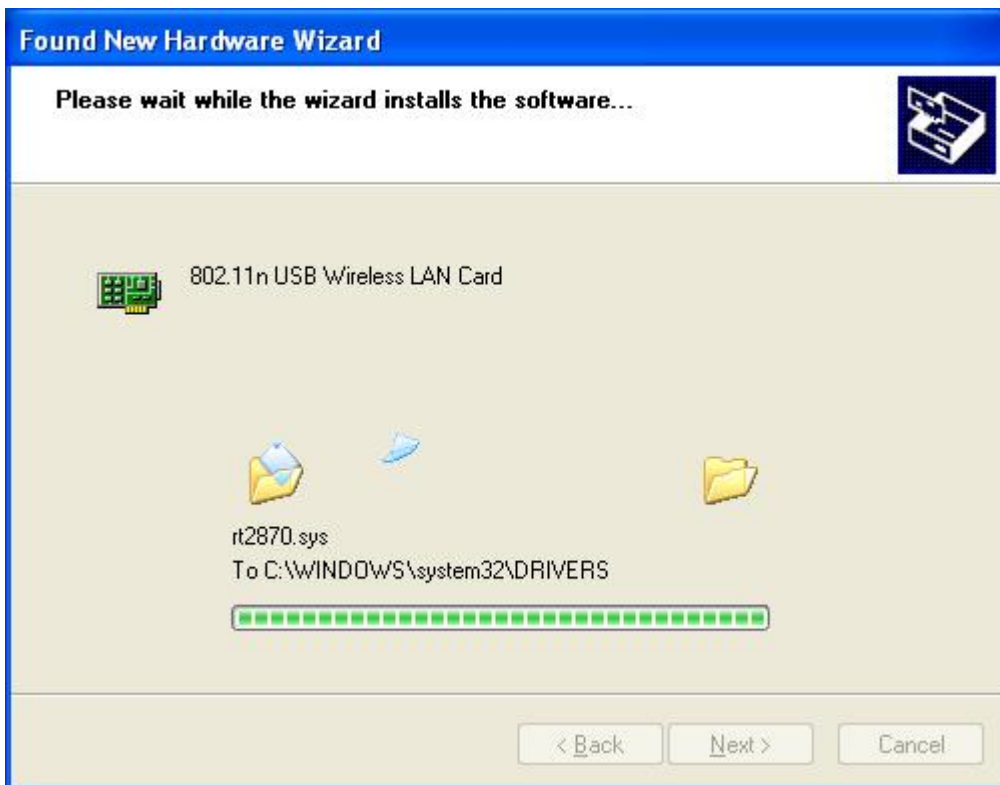 Found New Hardware Wizard
Please wait while the wizard installs the software...
802.11n USB Wireless LAN Card
rt2870.sys
To C:\WINDOWS\system32\DRIVERS
< Back Next > Cancel